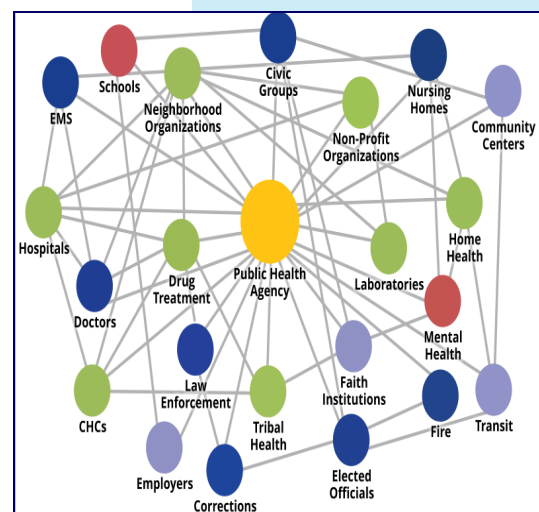 Schools
Civic
Groups
EMS
Neighborhood
Organizations
Nursing
Homes
Non-Profit
Organizations
Community
Centers
Hospitals
Drug
Treatment
Public Health
Agency
Laboratories
Home
Health
Doctors
Mental
Health
Law
Enforcement
Faith
Institutions
CHCs
Tribal
Health
Fire
Transit
Employers
Corrections
Elected
Officials